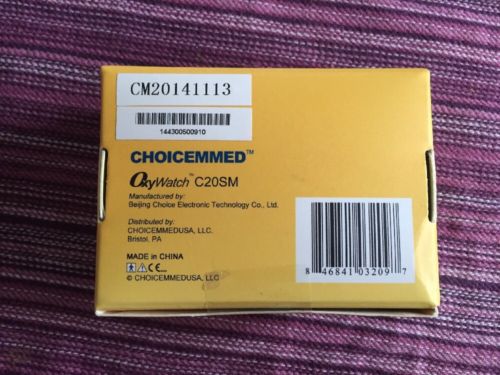 CM20141113
144300500910
CHOICEMMED™
OxyWatch™ C20SM
Manufactured by:
Beijing Choice Electronic Technology Co., Ltd.
Distributed by:
CHOICEMMEDUSA, LLC.
Bristol, PA
MADE IN CHINA
CE
© CHOICEMMEDUSA, LLC.
8 46841 03209 7